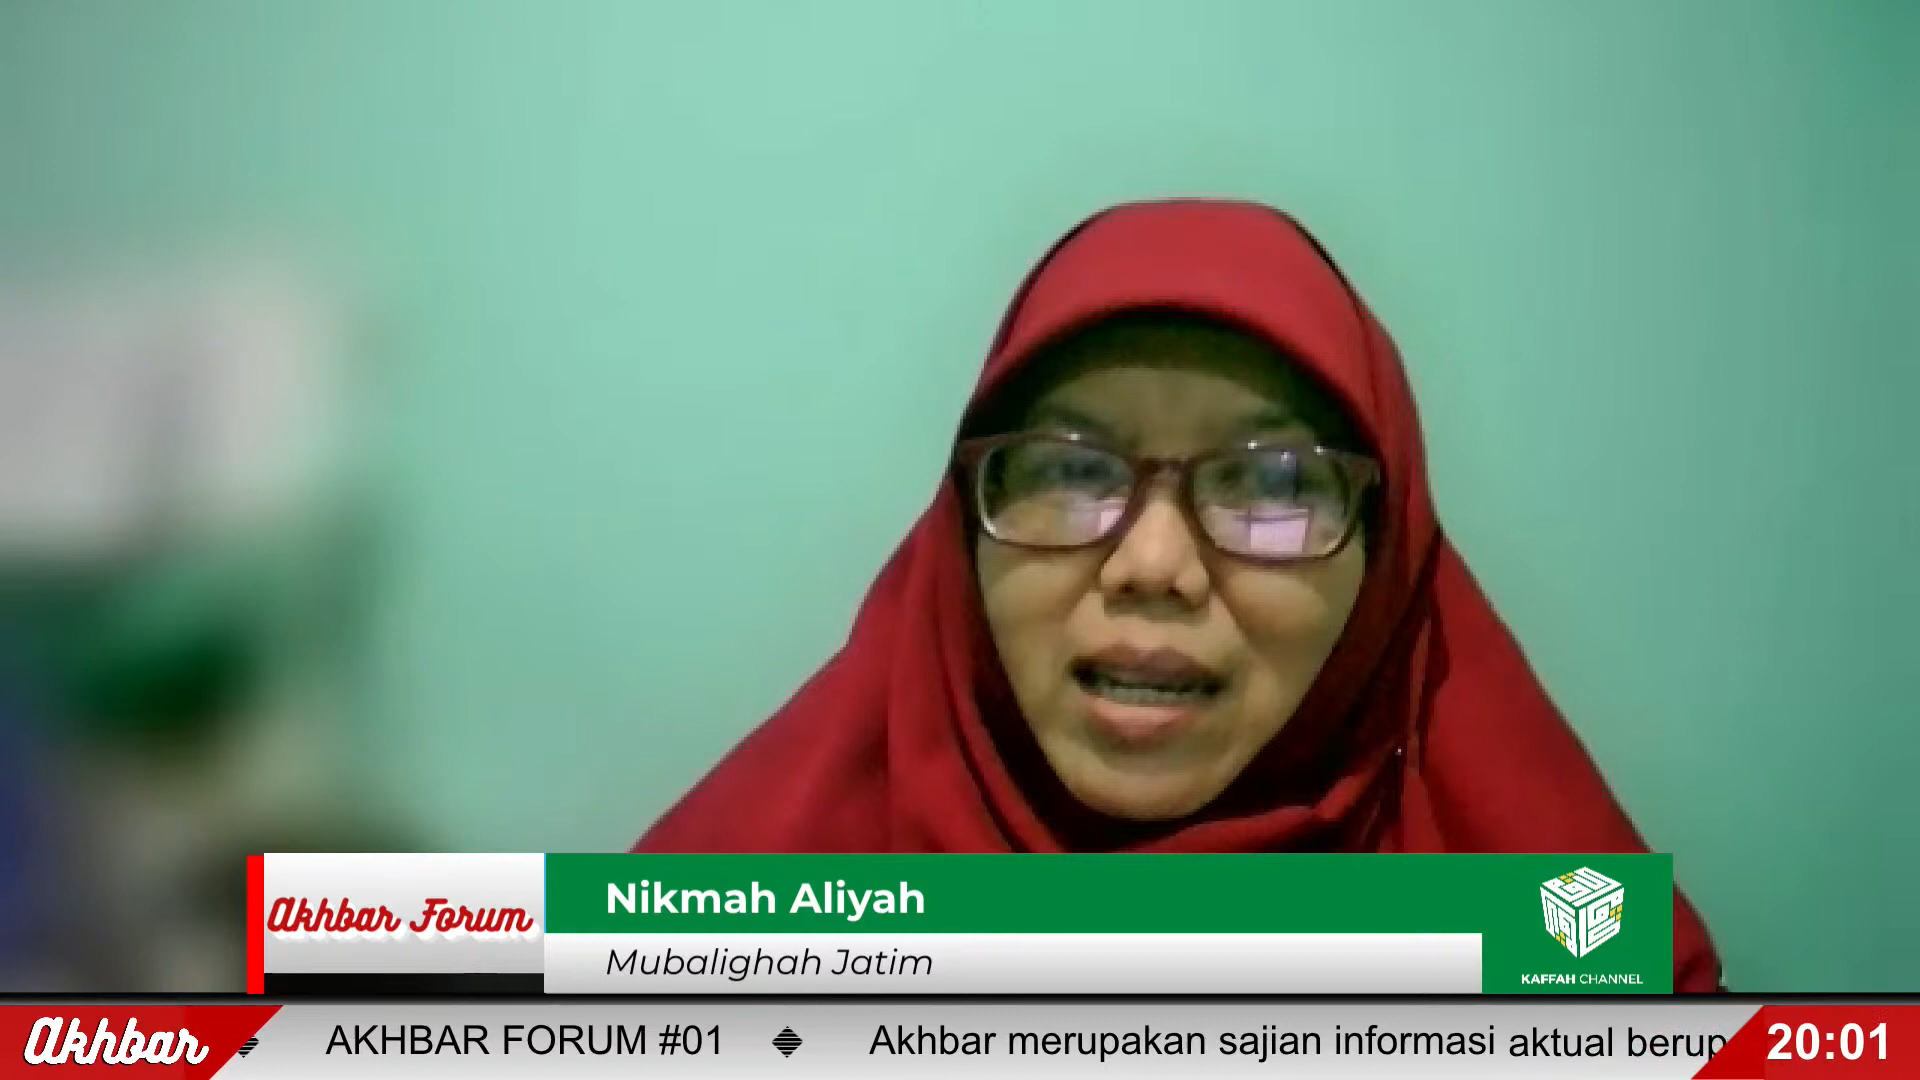 Akhbar Forum
Nikmah Aliyah
Mubalighah Jatim
KAFFAH CHANNEL
Akhbar
AKHBAR FORUM #01
Akhbar merupakan sajian informasi aktual berup
20:01